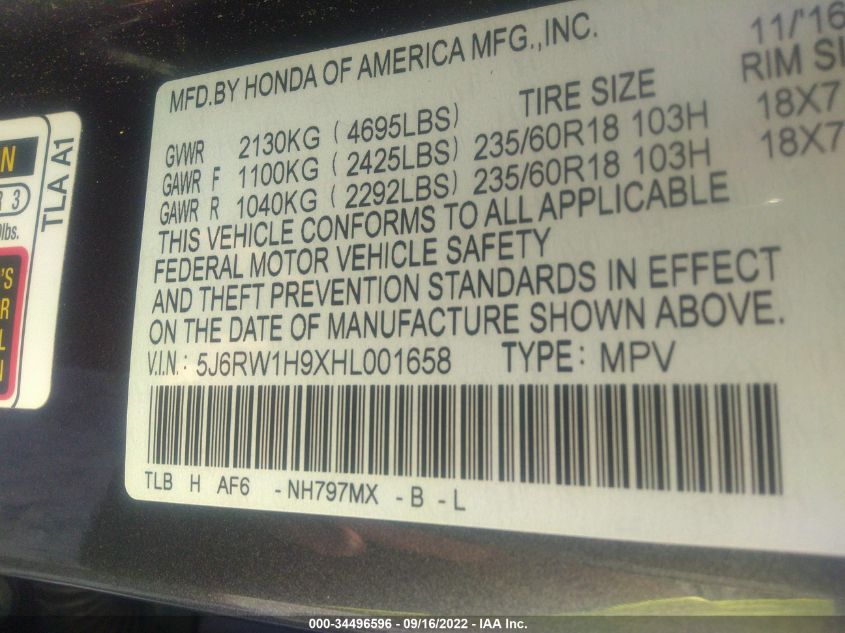 MFD.BY HONDA OF AMERICA MFG.,INC. 11/'16
TIRE SIZE RIM SI
GVWR 2130KG (4695LBS)
GAWR F 1100KG (2425LBS) 235/60R18 103H 18X7
GAWR R 1040KG (2292LBS) 235/60R18 103H 18X7
THIS VEHICLE CONFORMS TO ALL APPLICABLE
FEDERAL MOTOR VEHICLE SAFETY
AND THEFT PREVENTION STANDARDS IN EFFECT
ON THE DATE OF MANUFACTURE SHOWN ABOVE.
V.I.N.: 5J6RW1H9XHL001658 TYPE: MPV
TLB H AF6 -NH797MX -B -L
TLA A1
N
R 3
lbs.
'S
R
L
N
000-34496596 - 09/16/2022 - IAA Inc.